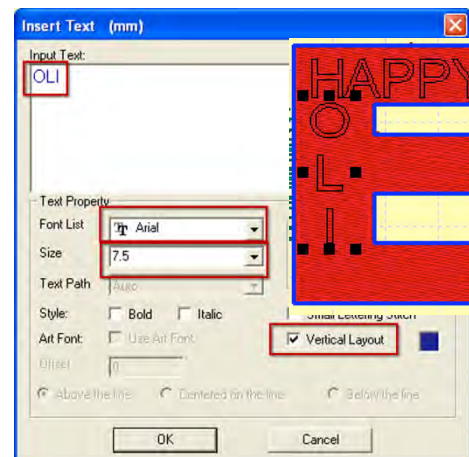 Insert Text (mm)
Input Text:
OLI
HAPPY
O
L
I
Text Property
Font List Arial
Size 7.5
Text Path Auto
Style: Bold Italic Small Lettering Stitch
Art Font: Use Art Font Vertical Layout
Offset 0
Above the line Centered on the line Below the line
OK Cancel